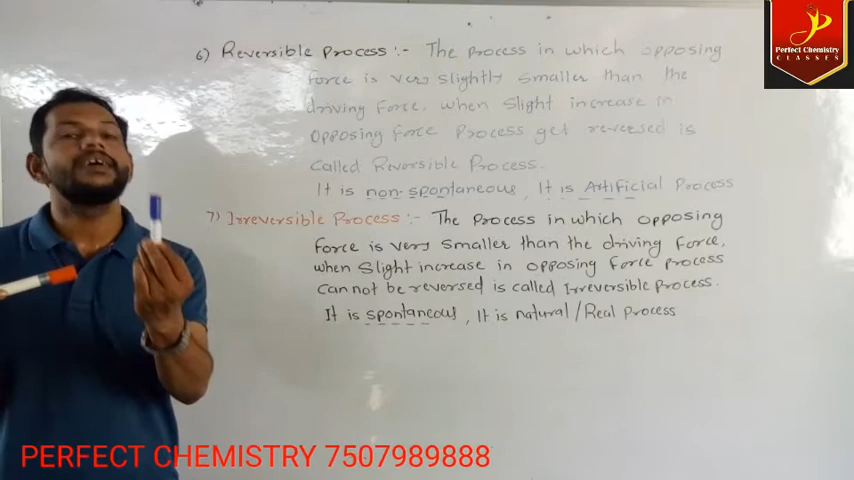 6) Reversible Process :- The process in which opposing
force is very slightly smaller than the
driving force. when slight increase in
opposing force process get reversed is
called Reversible Process.
It is non-spontaneous, It is Artificial Process
7) Irreversible Process :- The process in which opposing
force is very smaller than the driving force.
when slight increase in opposing force process
can not be reversed is called Irreversible process.
It is spontaneous, It is natural/Real process
Perfect Chemistry
CLASSES
PERFECT CHEMISTRY 7507989888